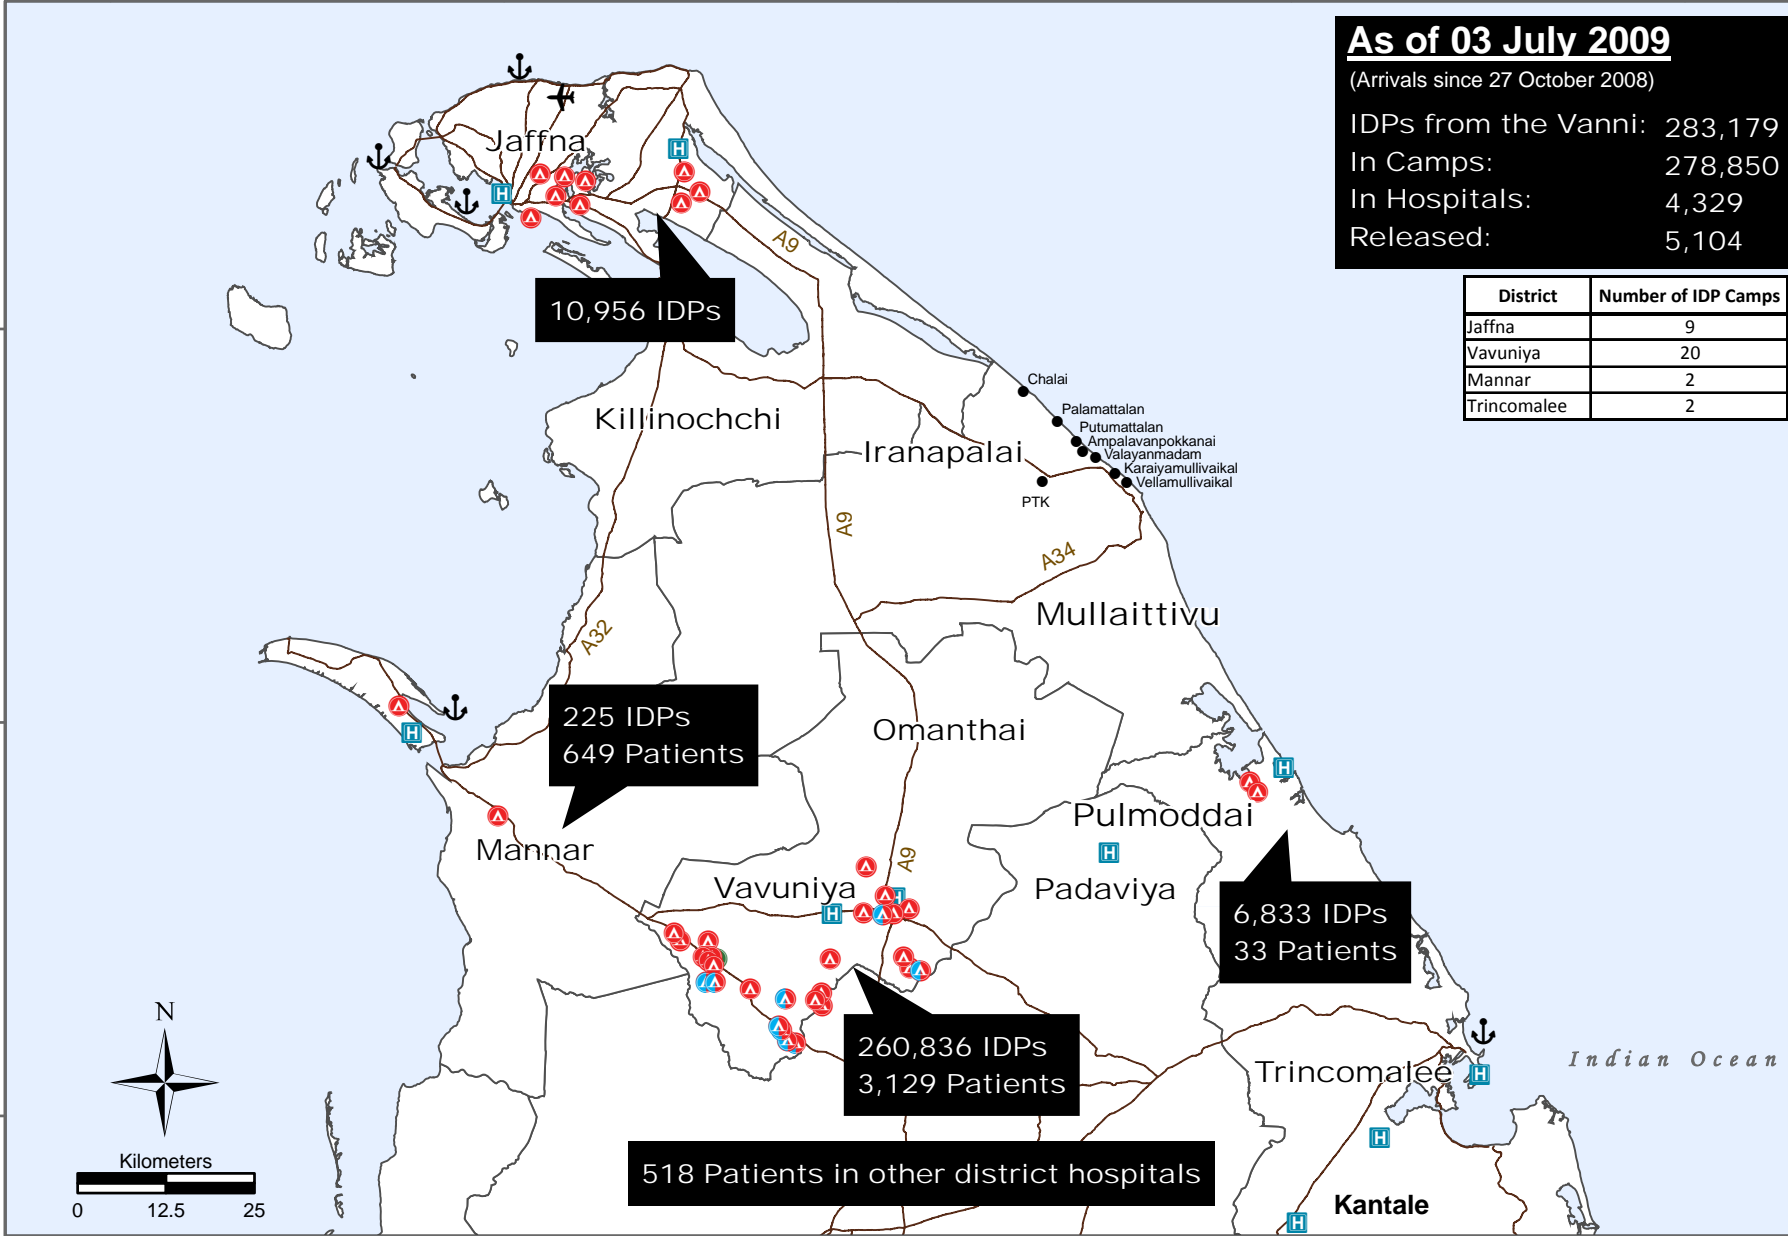 As of 03 July 2009
(Arrivals since 27 October 2008)
IDPs from the Vanni: 283,179
In Camps: 278,850
In Hospitals: 4,329
Released: 5,104
District Number of IDP Camps
Jaffna 9
Vavuniya 20
Mannar 2
Trincomalee 2
Jaffna
H
H
A9
10,956 IDPs
Chalai
Palamattalan
Putumattalan
Ampalavanpokkanai
Valayanmadam
Karaiyamullivaikal
Vellamullivaikal
PTK
Killinochchi
Iranapalai
A9
A34
Mullaittivu
A32
225 IDPs
649 Patients
H
Omanthai
H
Pulmoddai
Mannar
H
A9
Vavuniya
H
H
Padaviya
6,833 IDPs
33 Patients
260,836 IDPs
3,129 Patients
N
Indian Ocean
Trincomalee
H
H
518 Patients in other district hospitals
Kilometers
0 12.5 25
Kantale
H